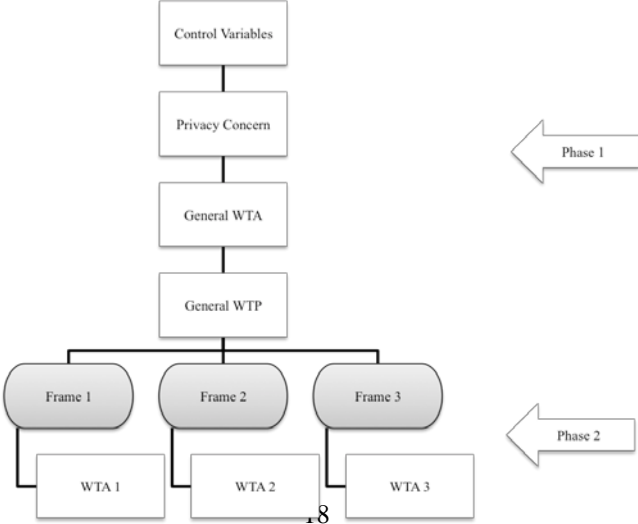 Control Variables
Privacy Concern
Phase 1
General WTA
General WTP
Frame 1
Frame 2
Frame 3
Phase 2
WTA 1
WTA 2
WTA 3
18